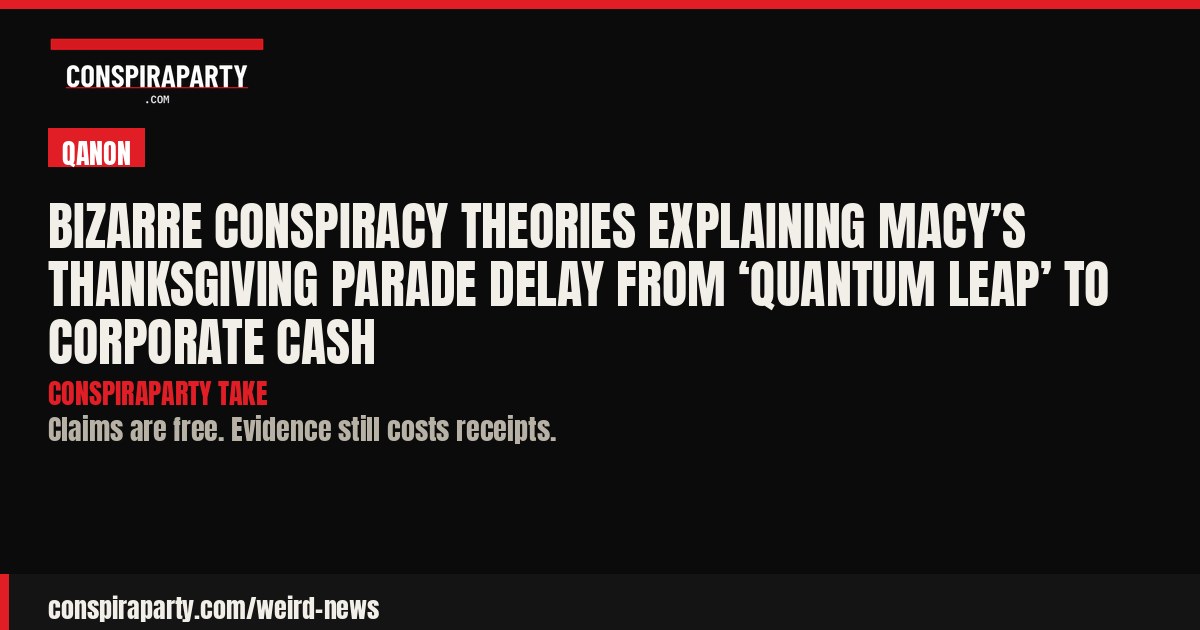 CONSPIRAPARTY
.COM
QANON
BIZARRE CONSPIRACY THEORIES EXPLAINING MACY’S
THANKSGIVING PARADE DELAY FROM ‘QUANTUM LEAP’ TO
CORPORATE CASH
CONSPIRAPARTY TAKE
Claims are free. Evidence still costs receipts.
conspiraparty.com/weird-news